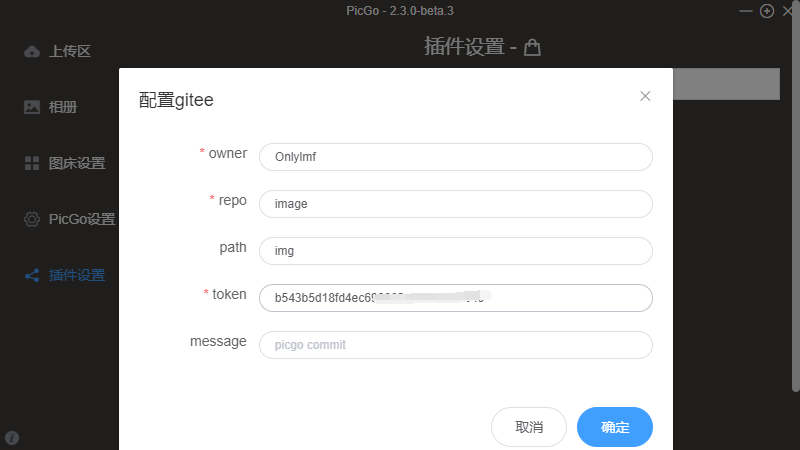 PicGo - 2.3.0-beta.3
上传区
插件设置 -
相册
图床设置
PicGo设置
插件设置
配置gitee
* owner
Onlylmf
* repo
image
path
img
* token
b543b5d18fd4ec69
message
picgo commit
取消
确定